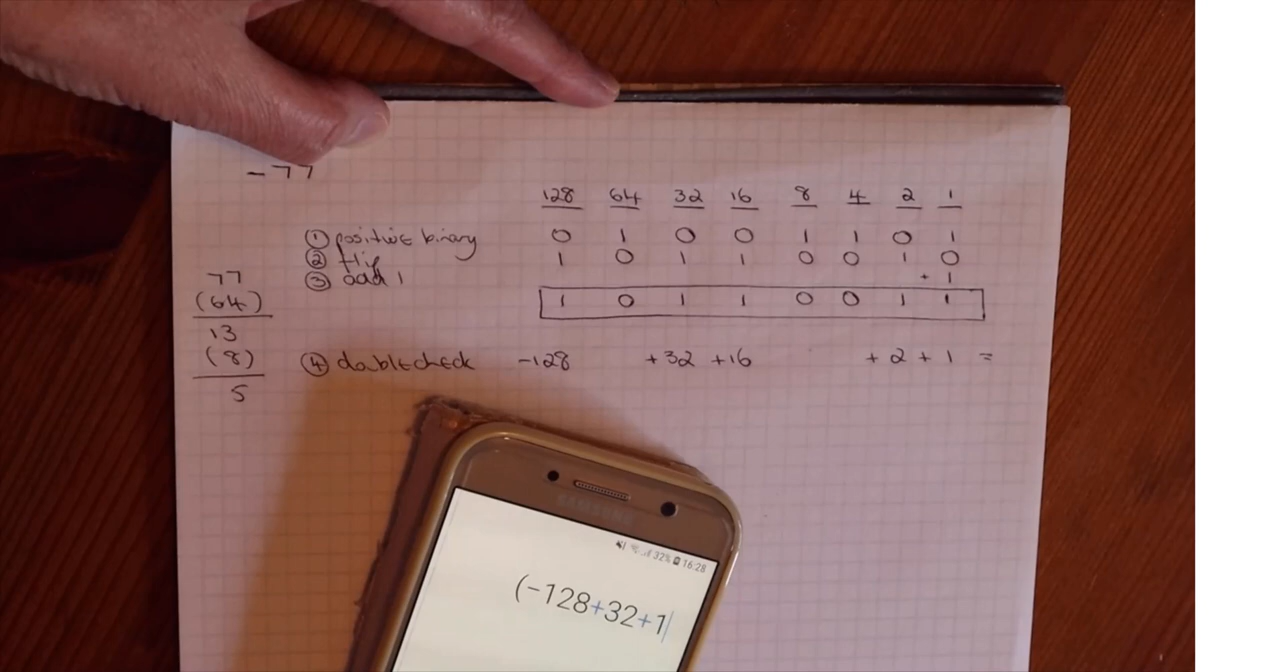 -77
128 64 32 16 8 4 2 1
① positive binary 0 1 0 0 1 1 0 1
② flip 1 0 1 1 0 0 1 0
③ add 1 + 1
1 0 1 1 0 0 1 1
77
(64)
13
(8)
5
④ doublecheck -128 +32 +16 + 2 + 1 =
SAMSUNG
32% 16:28
(-128+32+1